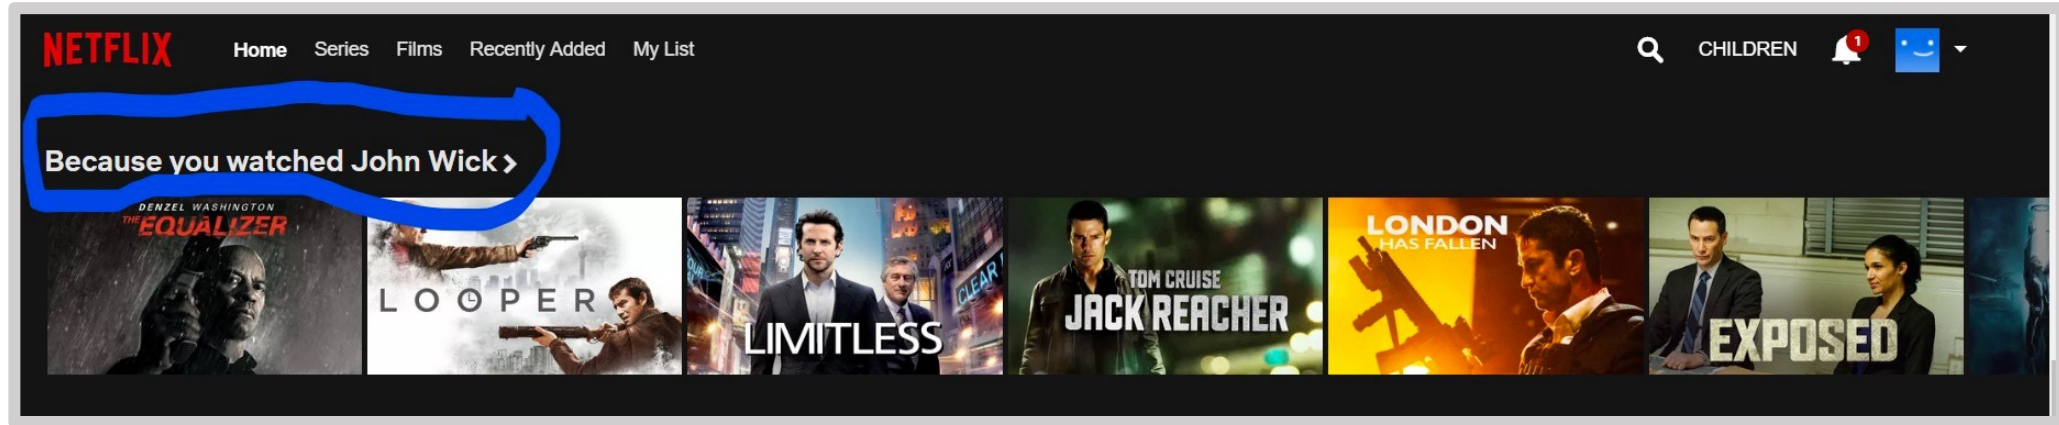 NETFLIX Home Series Films Recently Added My List CHILDREN 1
Because you watched John Wick >
DENZEL WASHINGTON
THE EQUALIZER
LOOPER
LIMITLESS
CLEAR
TOM CRUISE
JACK REACHER
LONDON
HAS FALLEN
EXPOSED